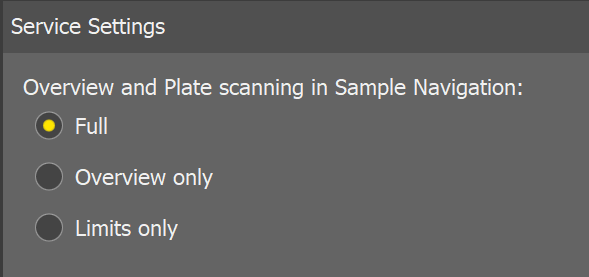 Service Settings
Overview and Plate scanning in Sample Navigation:
Full
Overview only
Limits only